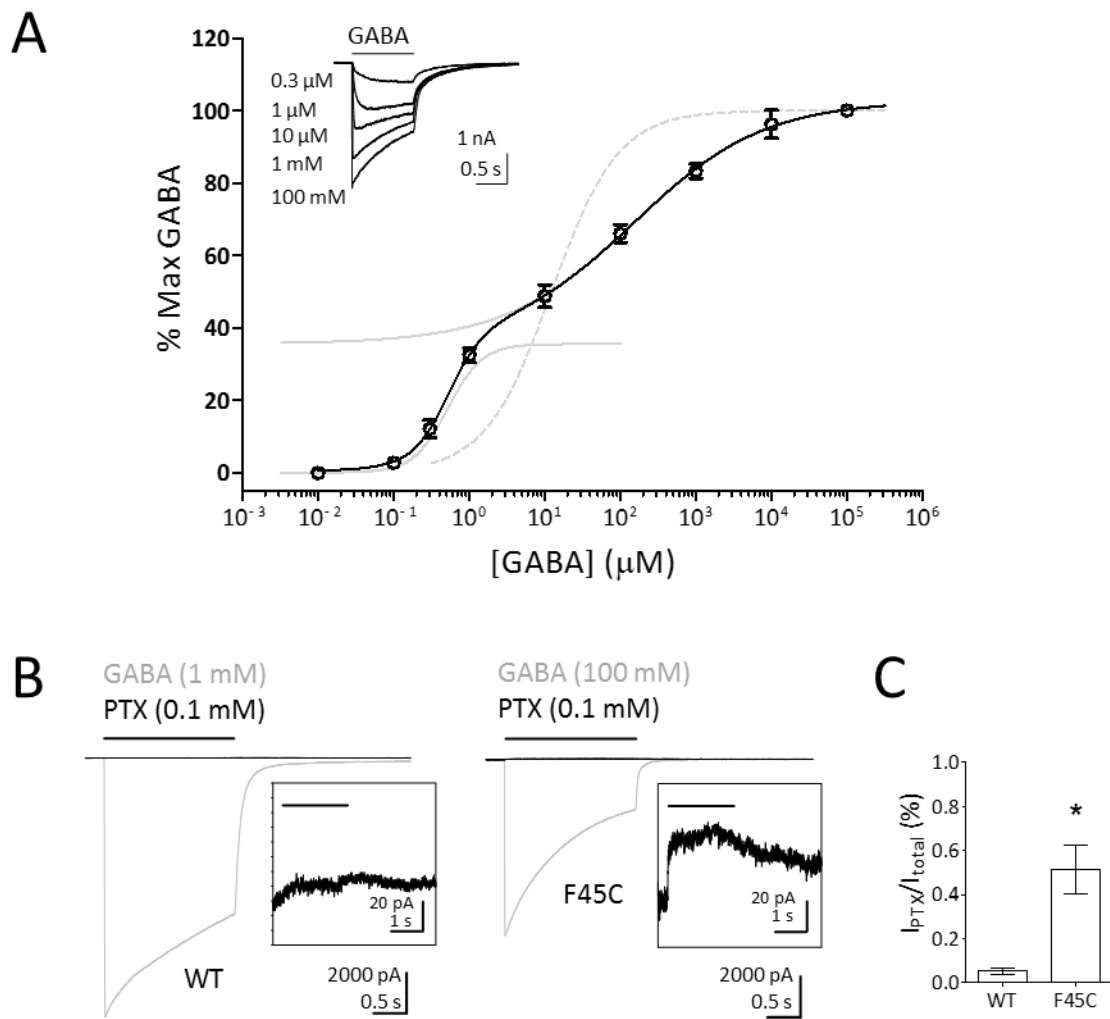 A
GABA
0.3 µM
1 µM
10 µM
1 mM
100 mM
1 nA
0.5 s
% Max GABA
120
100
80
60
40
20
0
10⁻³ 10⁻² 10⁻¹ 10⁰ 10¹ 10² 10³ 10⁴ 10⁵ 10⁶
[GABA] (µM)
B
GABA (1 mM)
PTX (0.1 mM)
20 pA
1 s
WT
2000 pA
0.5 s
GABA (100 mM)
PTX (0.1 mM)
20 pA
1 s
F45C
2000 pA
0.5 s
C
I_PTX/I_total (%)
1.0
0.8
0.6
0.4
0.2
0.0
*
WT F45C